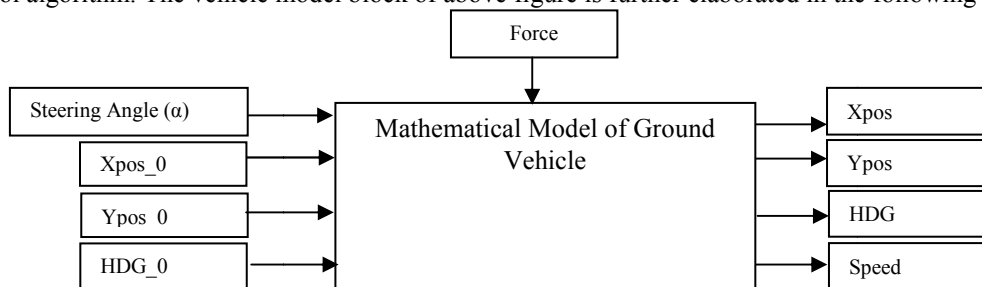 ol algorithm. The vehicle model block of above figure is further elaborated in the following
Force
Steering Angle (α)
Xpos_0
Ypos_0
HDG_0
Mathematical Model of Ground
Vehicle
Xpos
Ypos
HDG
Speed